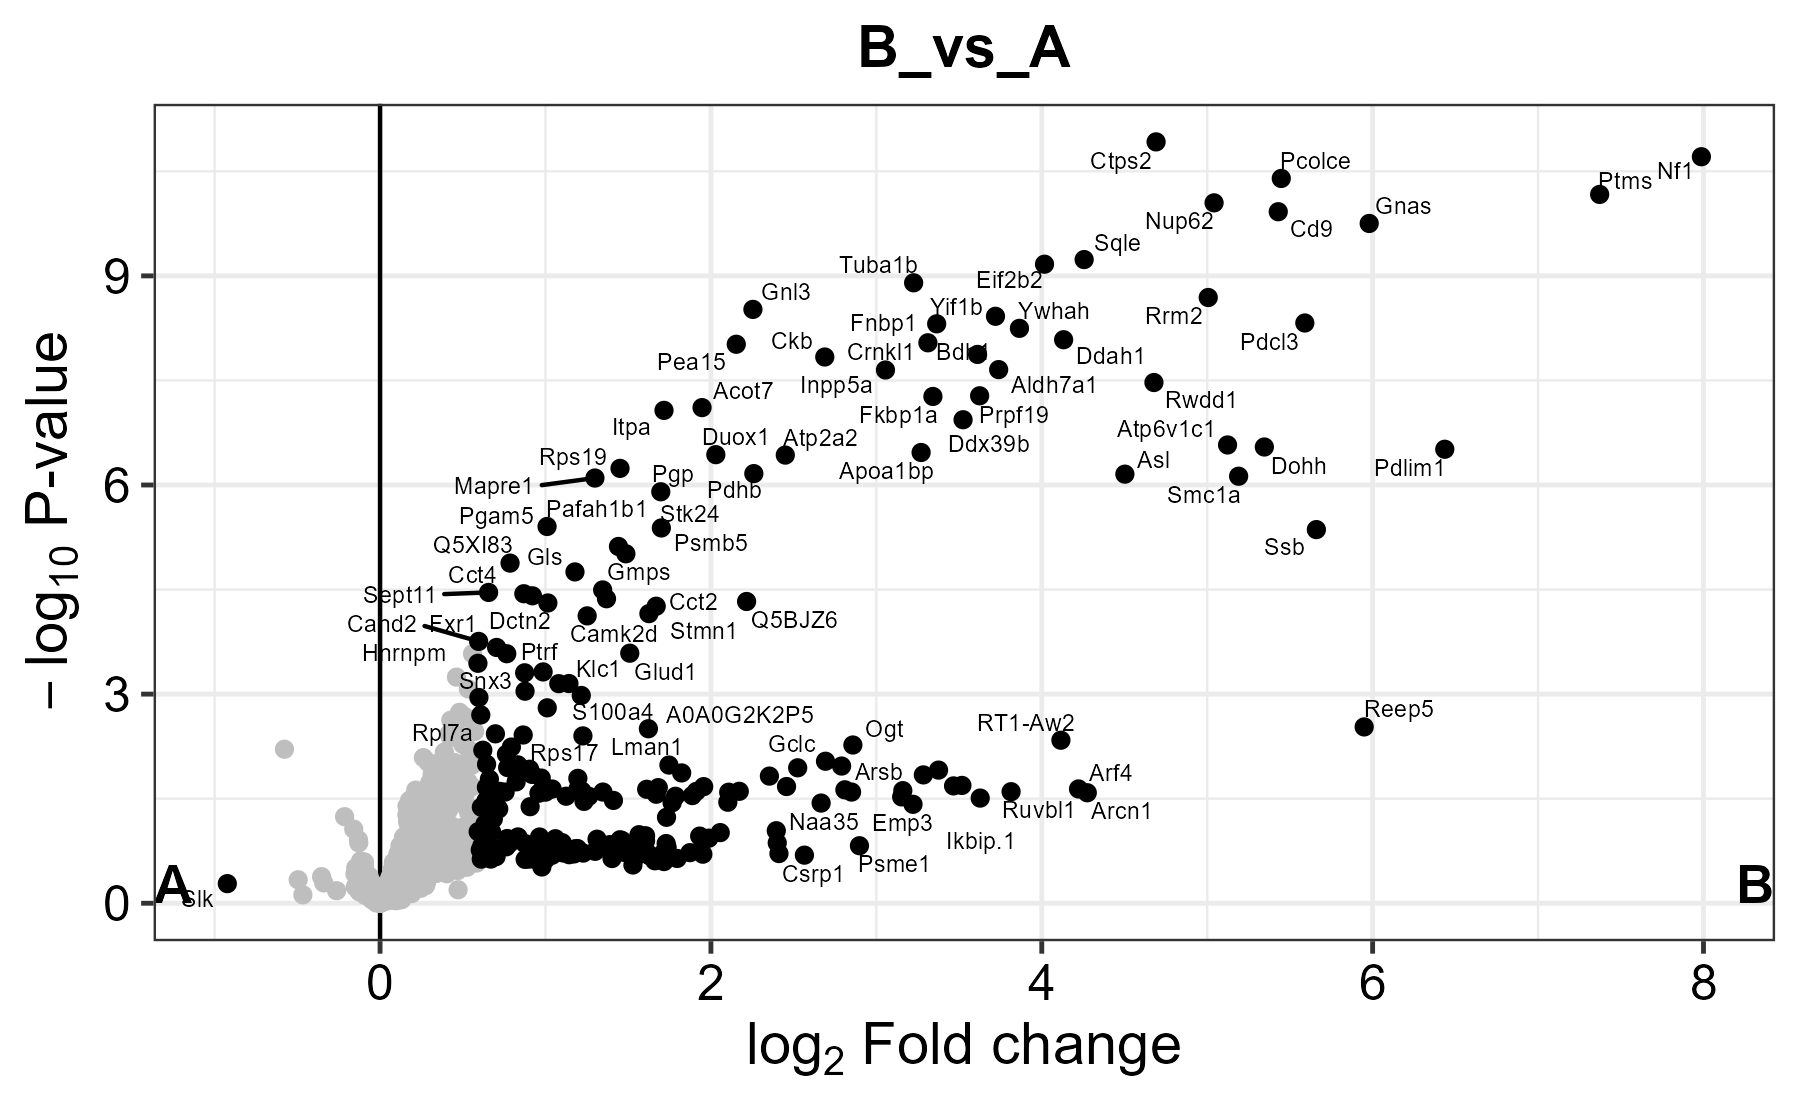 B_vs_A
Ctps2
Pcolce
Nf1
Ptms
Gnas
Nup62
Cd9
Sqle
Tuba1b
Eif2b2
9
Gnl3
Yif1b
Ywhah
Rrm2
Fnbp1
Ckb
Pdcl3
Crnkl1
Bdh1
Ddah1
Pea15
Inpp5a
Aldh7a1
Acot7
Rwdd1
Fkbp1a
Prpf19
Itpa
Atp6v1c1
Duox1
Atp2a2
Ddx39b
Rps19
Asl
Dohh
Pdlim1
Apoa1bp
Pgp
6
Mapre1
Pdhb
Smc1a
Pafah1b1
Stk24
Pgam5
Psmb5
Q5XI83
Ssb
Gls
Cct4
Gmps
Sept11
Cct2
Cand2
Fxr1
Dctn2
Q5BJZ6
Camk2d
Stmn1
Hnrnpm
Ptrf
Klc1
Glud1
Snx3
3
S100a4
A0A0G2K2P5
RT1-Aw2
Reep5
Rpl7a
Ogt
Rps17
Lman1
Gclc
Arsb
Arf4
Ruvbl1
Arcn1
Naa35
Emp3
Ikbip.1
Csrp1
Psme1
A
Slk
B
0
0
2
4
6
8
log2 Fold change
− log10 P-value